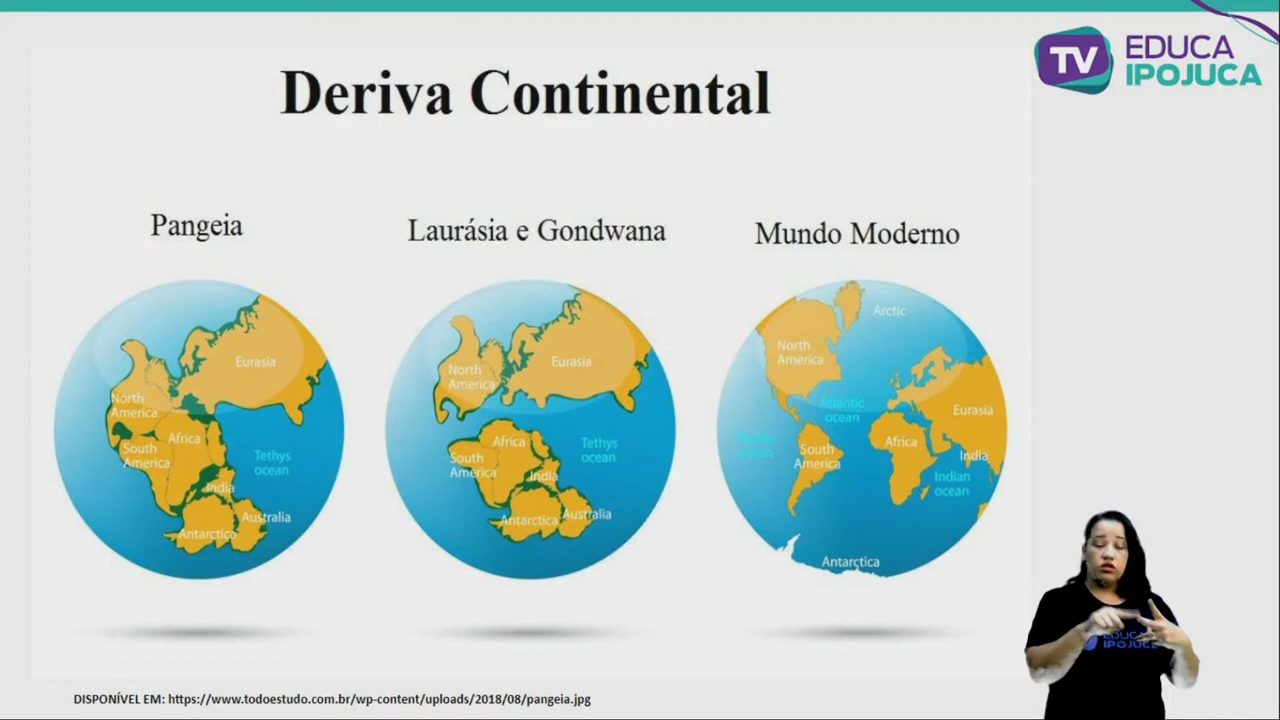 TV EDUCA
IPOJUCA
Deriva Continental
Pangeia
Laurásia e Gondwana
Mundo Moderno
Eurasia
North
America
Africa
South
America
Tethys
ocean
India
Australia
Antarctica
North
America
Eurasia
Africa
South
America
Tethys
ocean
India
Australia
Antarctica
Arctic
North
America
Atlantic
ocean
Eurasia
Africa
South
America
India
Indian
ocean
Antarctica
EDUCA
IPOJUCA
DISPONÍVEL EM: https://www.todoestudo.com.br/wp-content/uploads/2018/08/pangeia.jpg